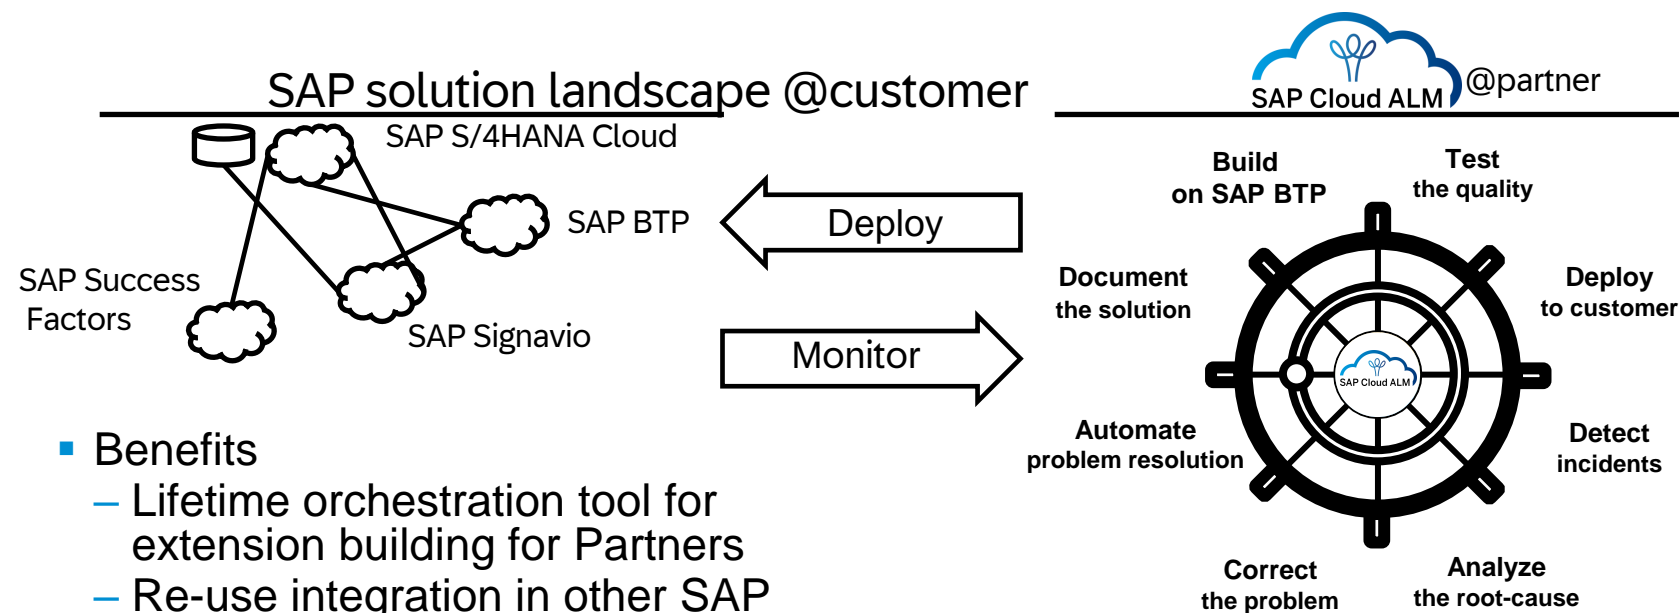 SAP solution landscape @customer
SAP Cloud ALM
@partner
SAP S/4HANA Cloud
SAP BTP
SAP Success
Factors
SAP Signavio
Deploy
Monitor
Build
on SAP BTP
Test
the quality
Document
the solution
Deploy
to customer
SAP Cloud ALM
Automate
problem resolution
Detect
incidents
Correct
the problem
Analyze
the root-cause
▪ Benefits
– Lifetime orchestration tool for
extension building for Partners
– Re-use integration in other SAP